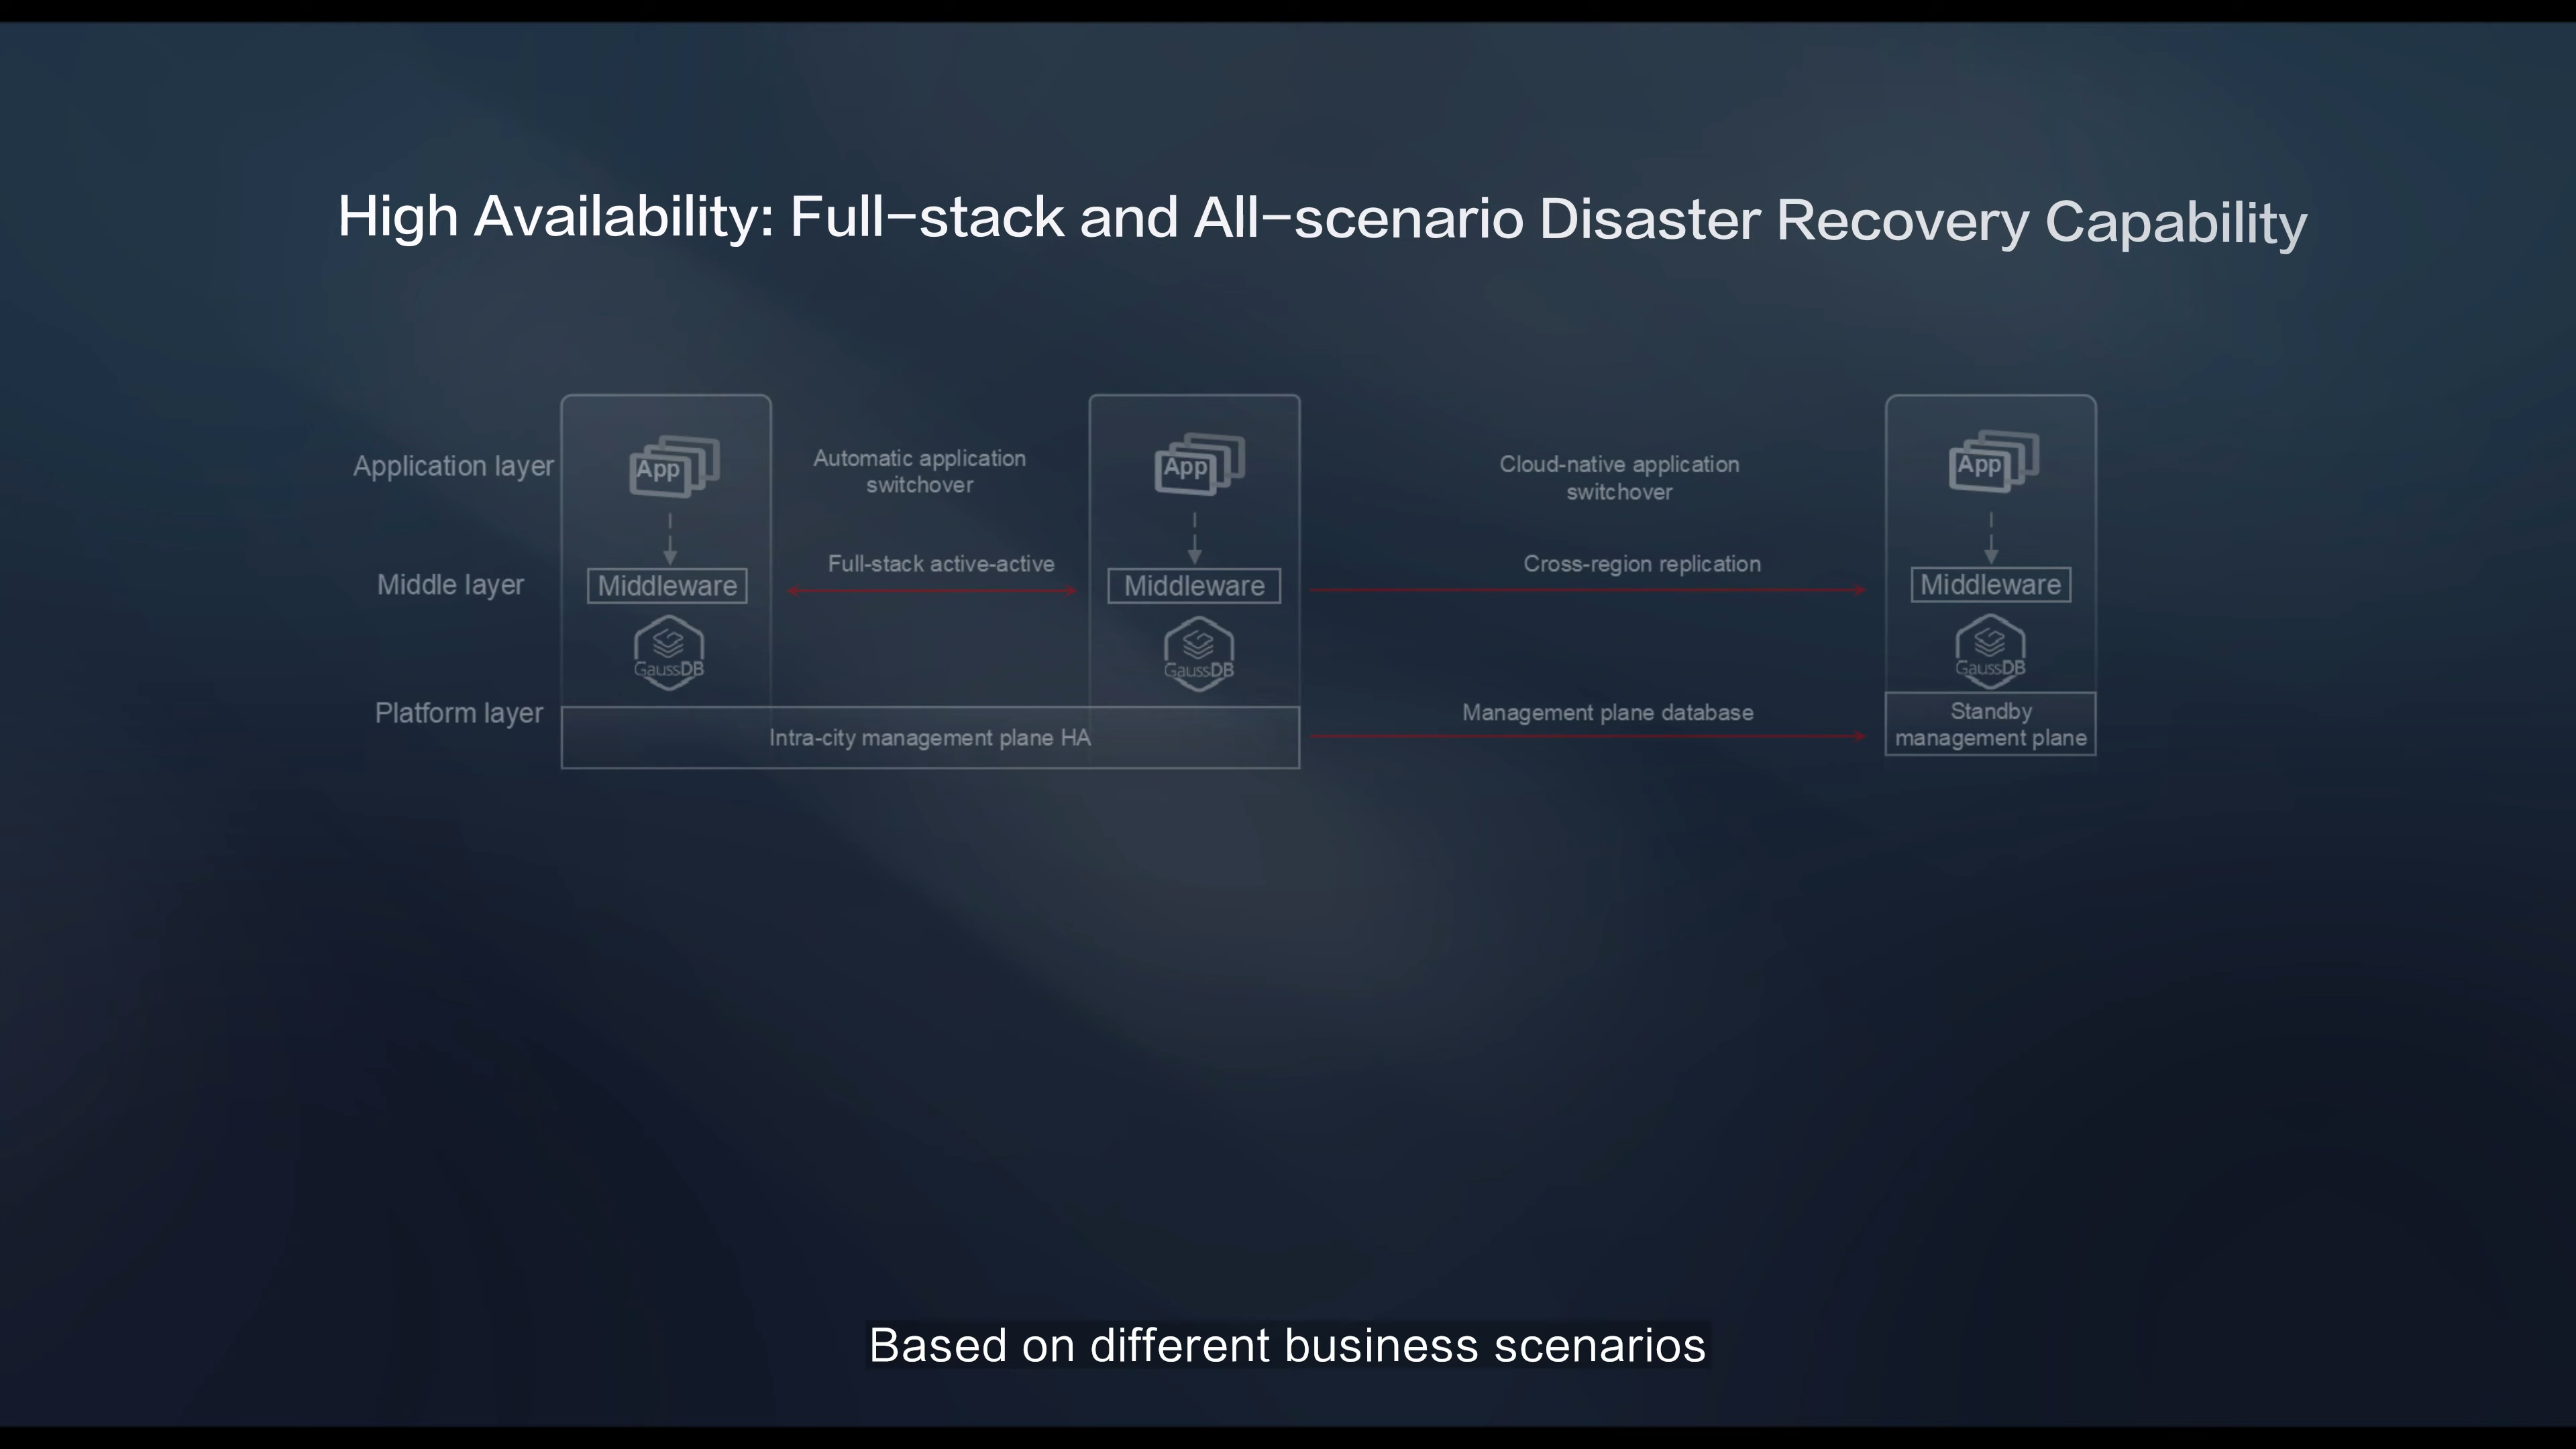 High Availability: Full-stack and All-scenario Disaster Recovery Capability
Application layer
App
Automatic application
switchover
App
Cloud-native application
switchover
App
Middle layer
Middleware
Full-stack active-active
Middleware
Cross-region replication
Middleware
GaussDB
GaussDB
GaussDB
Platform layer
Intra-city management plane HA
Management plane database
Standby
management plane
Based on different business scenarios